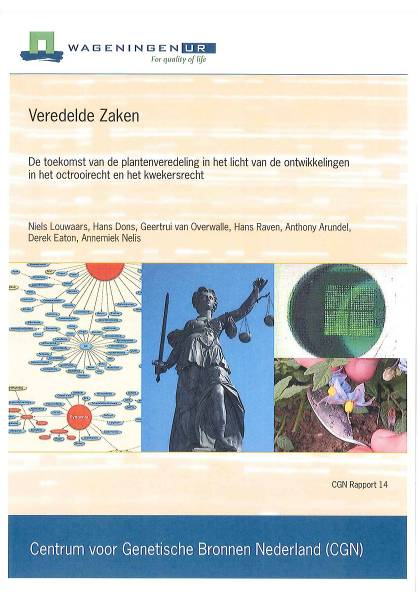 WAGENINGEN UR
For quality of life
Veredelde Zaken
De toekomst van de plantenveredeling in het licht van de ontwikkelingen
in het octrooirecht en het kwekersrecht
Niels Louwaars, Hans Dons, Geertrui van Overwalle, Hans Raven, Anthony Arundel,
Derek Eaton, Annemiek Nelis
CGN Rapport 14
Centrum voor Genetische Bronnen Nederland (CGN)